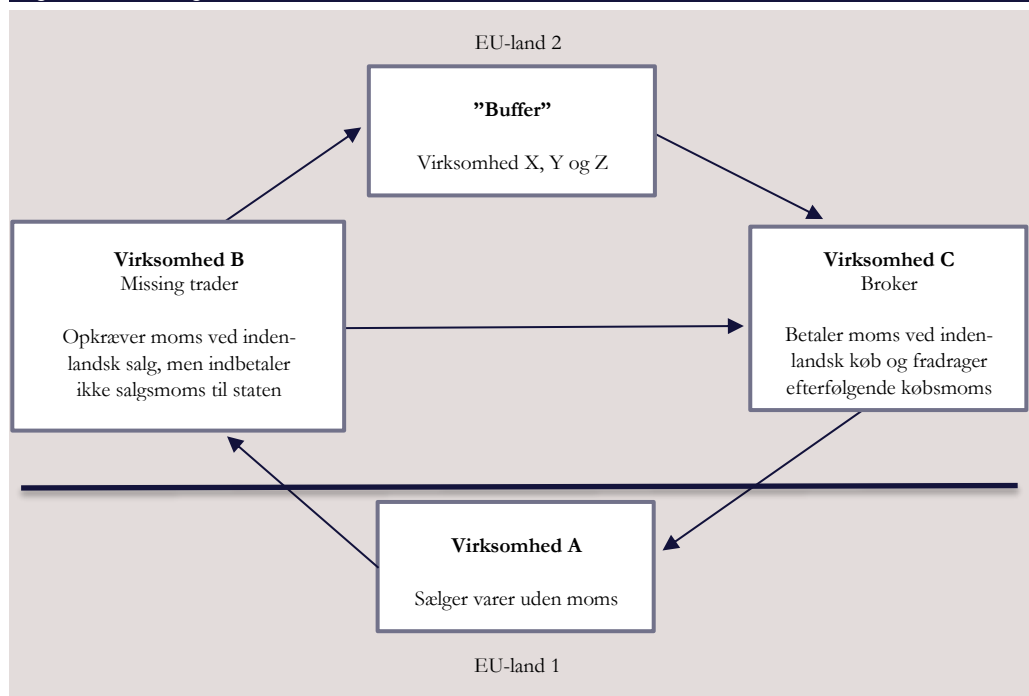 EU-land 2
”Buffer”
Virksomhed X, Y og Z
Virksomhed B
Missing trader
Opkræver moms ved inden-
landsk salg, men indbetaler
ikke salgsmoms til staten
Virksomhed C
Broker
Betaler moms ved inden-
landsk køb og fradrager
efterfølgende købsmoms
Virksomhed A
Sælger varer uden moms
EU-land 1